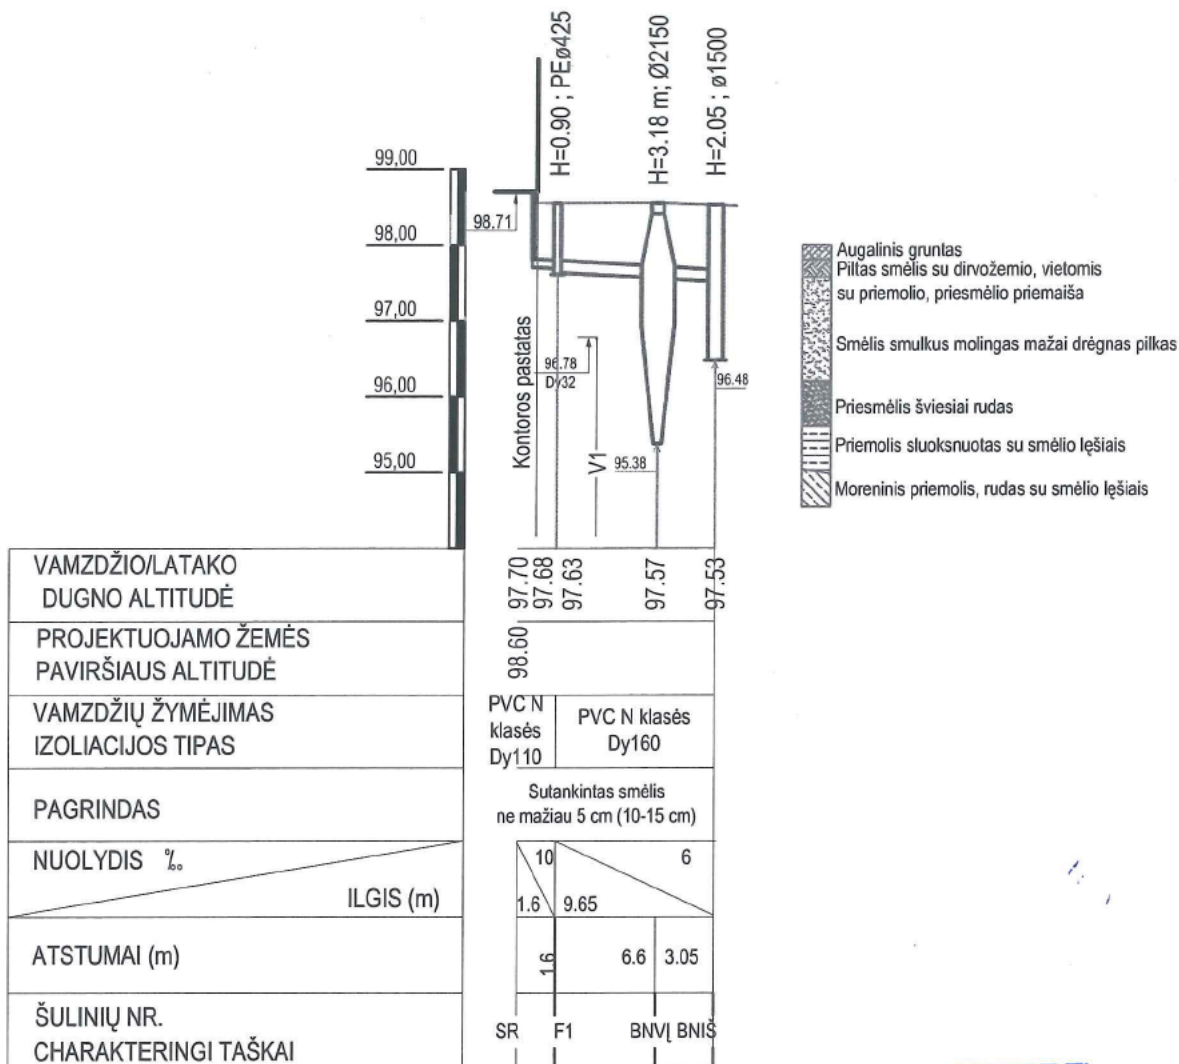 H=0.90 ; PEø425
H=3.18 m; Ø2150
H=2.05 ; ø1500
99,00
98,00
97,00
96,00
95,00
98.71
Kontoros pastatas
96.78
Dy32
V1
95.38
96.48
Augalinis gruntas
Piltas smėlis su dirvožemio, vietomis
su priemolio, priesmėlio priemaiša
Smėlis smulkus molingas mažai drėgnas pilkas
Priesmėlis šviesiai rudas
Priemolis sluoksnuotas su smėlio lęšiais
Moreninis priemolis, rudas su smėlio lęšiais
VAMZDŽIO/LATAKO
DUGNO ALTITUDĖ
97.70
97.68
97.63
97.57
97.53
PROJEKTUOJAMO ŽEMĖS
PAVIRŠIAUS ALTITUDĖ
98.60
VAMZDŽIŲ ŽYMĖJIMAS
IZOLIACIJOS TIPAS
PVC N
klasės
Dy110
PVC N klasės
Dy160
PAGRINDAS
Sutankintas smėlis
ne mažiau 5 cm (10-15 cm)
NUOLYDIS ‰
ILGIS (m)
10
1.6
6
9.65
ATSTUMAI (m)
1.6
6.6
3.05
ŠULINIŲ NR.
CHARAKTERINGI TAŠKAI
SR
F1
BNVĮ
BNIŠ